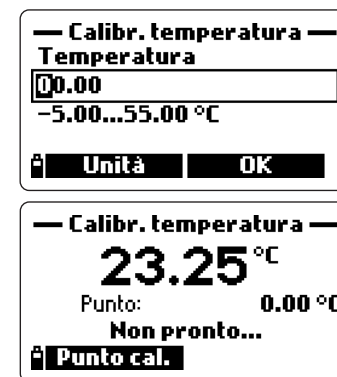 Calibr. temperatura
Temperatura
00.00
−5.00...55.00 °C
Unità OK
Calibr. temperatura
23.25 °C
Punto: 0.00 °C
Non pronto...
Punto cal.